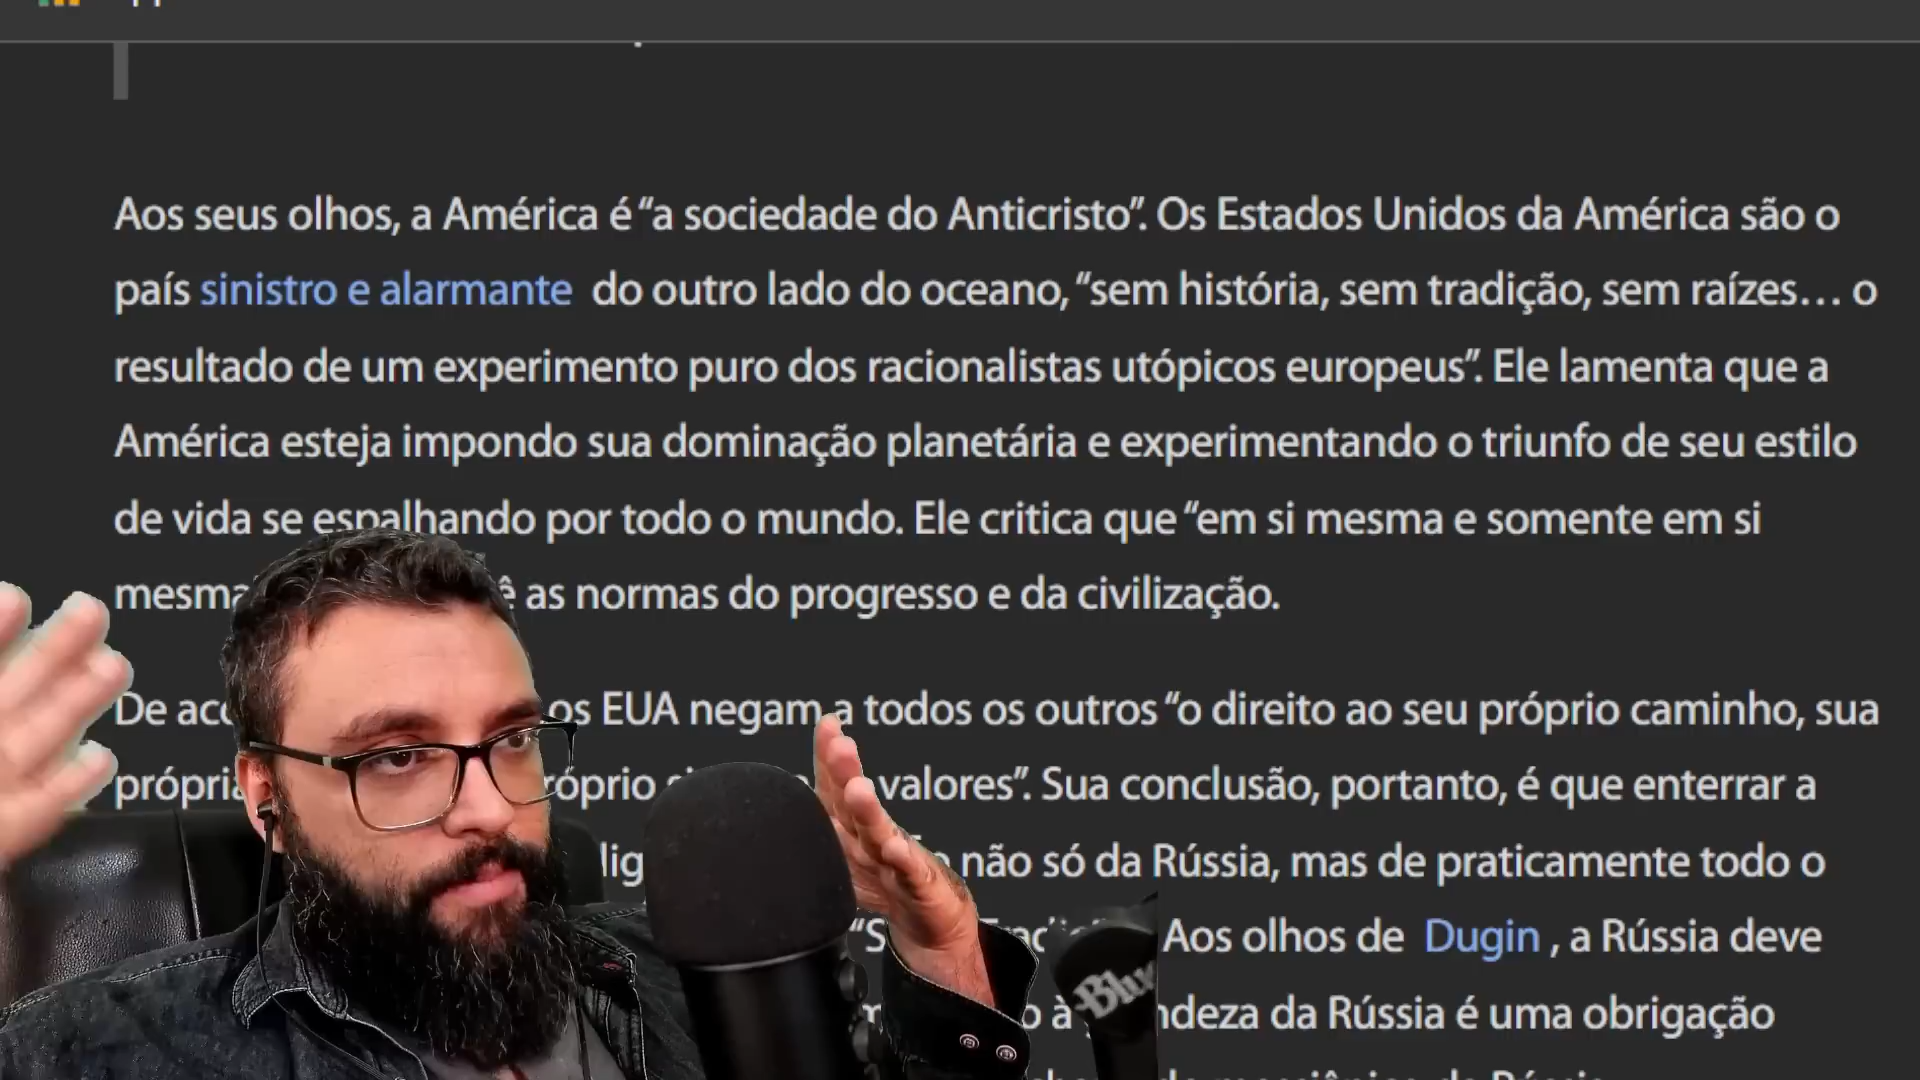 Aos seus olhos, a América é “a sociedade do Anticristo”. Os Estados Unidos da América são o
país sinistro e alarmante do outro lado do oceano, “sem história, sem tradição, sem raízes… o
resultado de um experimento puro dos racionalistas utópicos europeus”. Ele lamenta que a
América esteja impondo sua dominação planetária e experimentando o triunfo de seu estilo
de vida se espalhando por todo o mundo. Ele critica que “em si mesma e somente em si
as normas do progresso e da civilização.
De os EUA negam a todos os outros “o direito ao seu próprio caminho, sua
valores”. Sua conclusão, portanto, é que enterrar a
não só da Rússia, mas de praticamente todo o
Aos olhos de Dugin , a Rússia deve
à da Rússia é uma obrigação
Blue